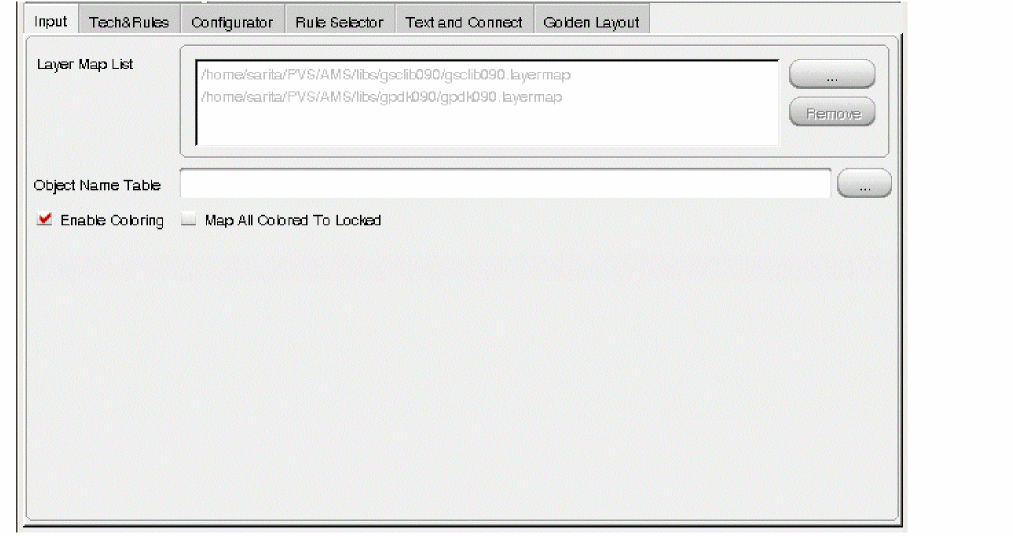 Input Tech&Rules Configurator Rule Selector Text and Connect Golden Layout
Layer Map List
/home/sarita/PVS/AMS/libs/gsclib090/gsclib090.layermap
...
/home/sarita/PVS/AMS/libs/gpdk090/gpdk090.layermap
Remove
Object Name Table
...
Enable Coloring Map All Colored To Locked